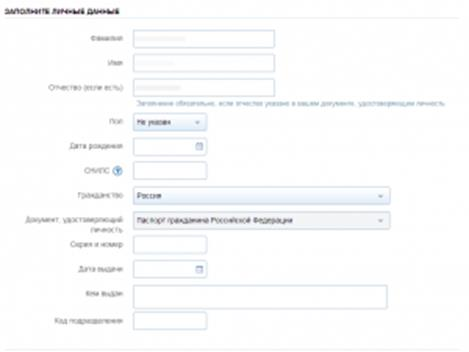 ЗАПОЛНИТЕ ЛИЧНЫЕ ДАННЫЕ
Фамилия
Имя
Отчество (если есть)
Заполнение обязательно, если отчество указано в вашем документе, удостоверяющем личность
Пол Не указан
Дата рождения
СНИЛС ?
Гражданство Россия
Документ, удостоверяющий личность Паспорт гражданина Российской Федерации
Серия и номер
Дата выдачи
Кем выдан
Код подразделения